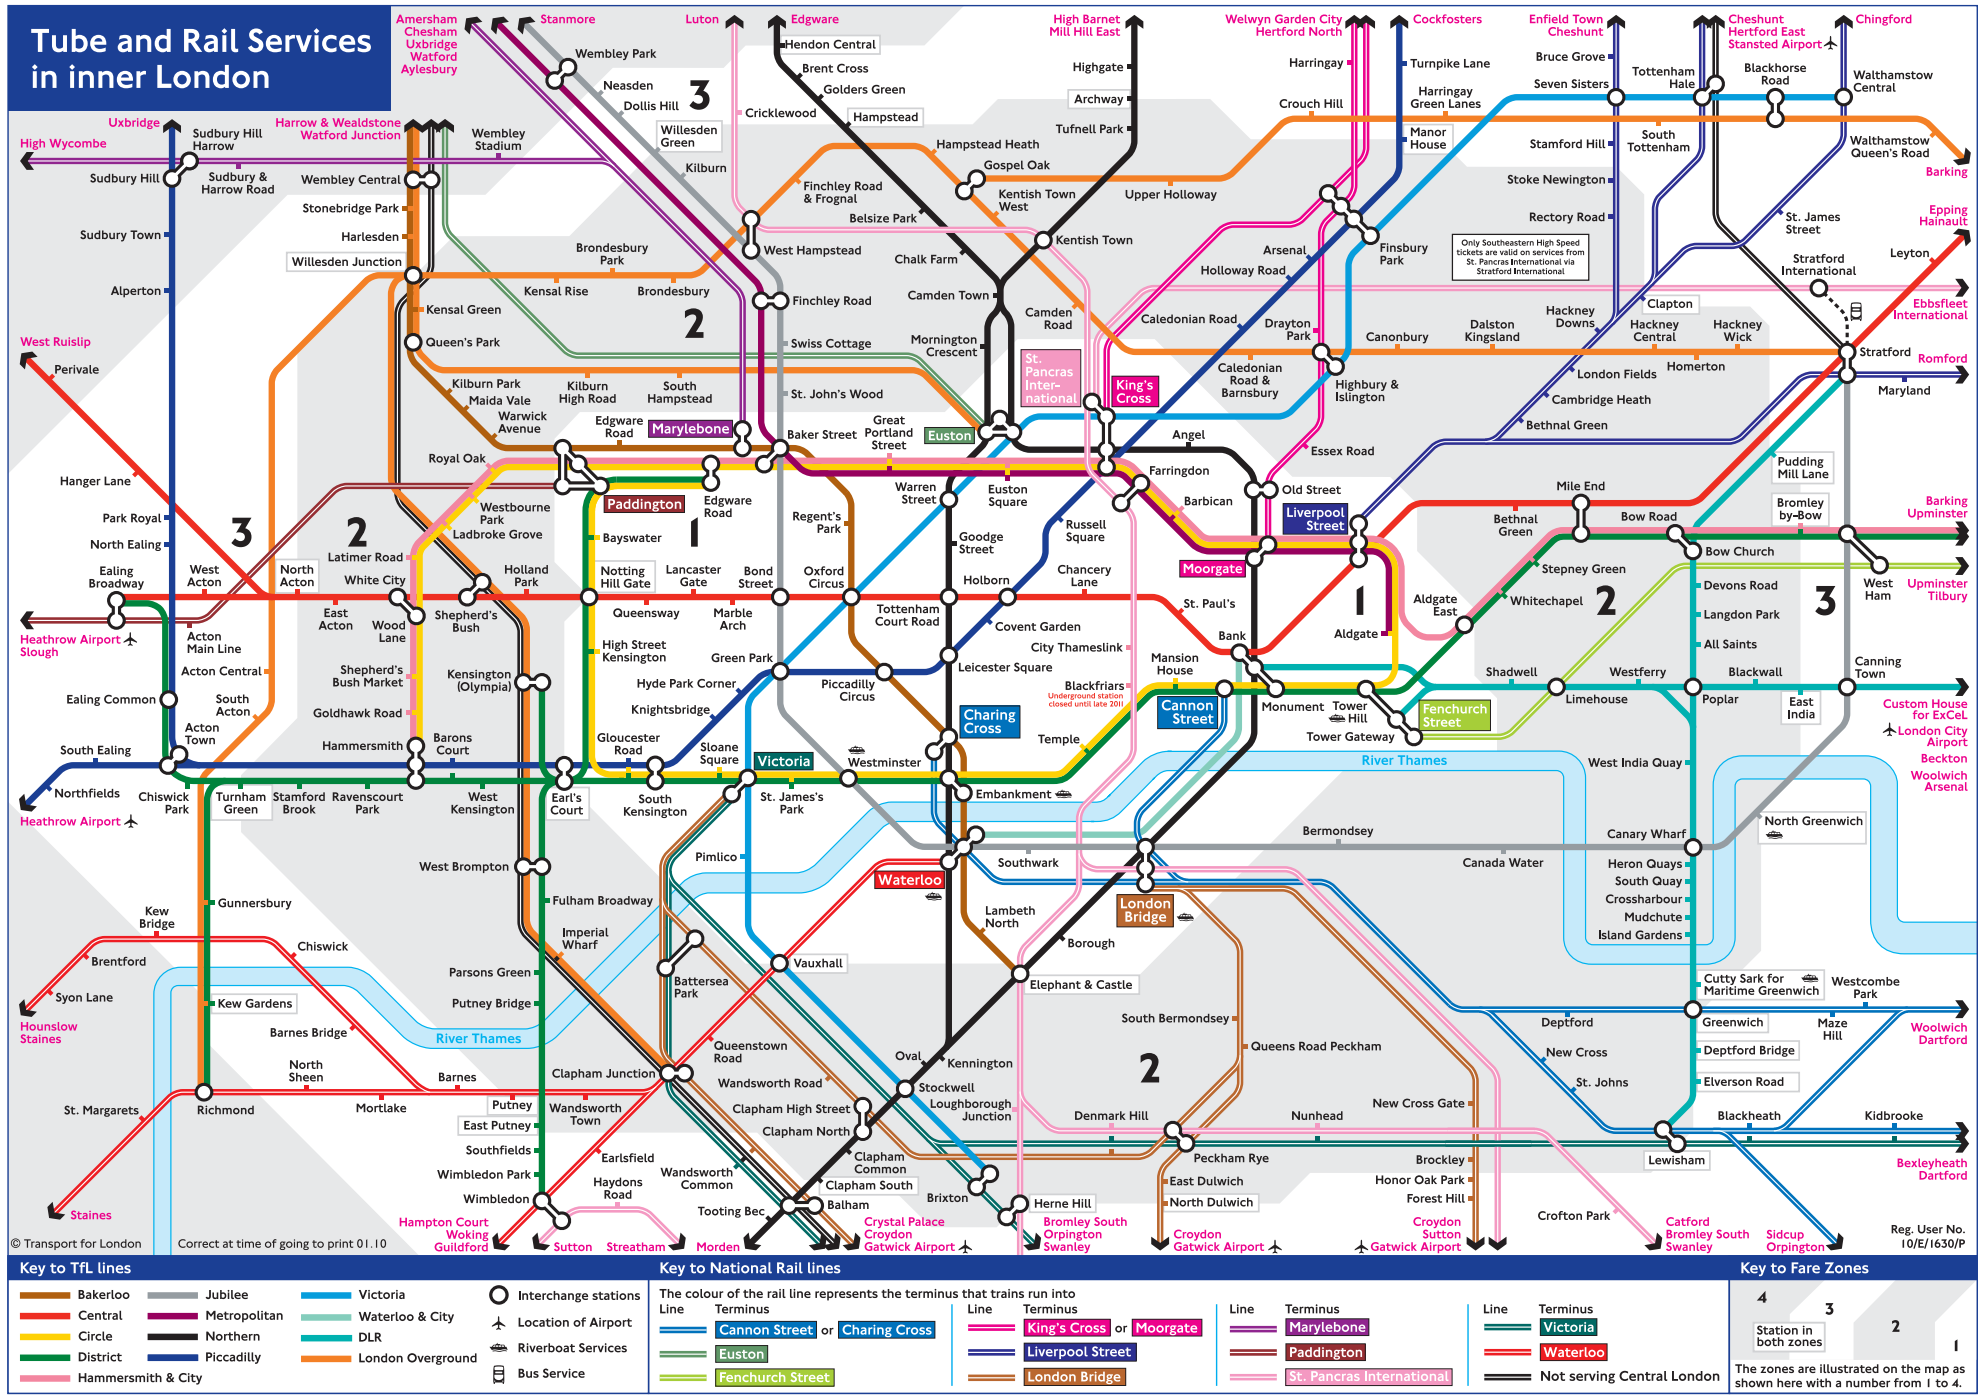 Tube and Rail Services
in inner London
Amersham
Chesham
Uxbridge
Watford
Aylesbury
Stanmore
Luton
Edgware
High Barnet
Mill Hill East
Welwyn Garden City
Hertford North
Cockfosters
Enfield Town
Cheshunt
Cheshunt
Hertford East
Stansted Airport
Chingford
Wembley Park
Neasden
Dollis Hill
Willesden
Green
Kilburn
3
Cricklewood
Hendon Central
Brent Cross
Golders Green
Hampstead
Highgate
Archway
Tufnell Park
Harringay
Crouch Hill
Turnpike Lane
Harringay
Green Lanes
Manor
House
Bruce Grove
Seven Sisters
Tottenham
Hale
Blackhorse
Road
Walthamstow
Central
South
Tottenham
Walthamstow
Queen's Road
Barking
Stamford Hill
Stoke Newington
Rectory Road
St. James
Street
Epping
Hainault
Leyton
Uxbridge
High Wycombe
Sudbury Hill
Harrow
Sudbury Hill
Sudbury &
Harrow Road
Harrow & Wealdstone
Watford Junction
Wembley
Stadium
Wembley Central
Stonebridge Park
Harlesden
Willesden Junction
Sudbury Town
Alperton
Kensal Green
Queen's Park
Brondesbury
Park
Kensal Rise
Brondesbury
Finchley Road
& Frognal
Hampstead Heath
Gospel Oak
Kentish Town
West
Upper Holloway
Belsize Park
Kentish Town
West Hampstead
Chalk Farm
Finchley Road
Camden Town
Camden
Road
2
Swiss Cottage
Mornington
Crescent
St. John's Wood
Arsenal
Holloway Road
Caledonian Road
Finsbury
Park
Drayton
Park
Canonbury
Dalston
Kingsland
Hackney
Central
Hackney
Wick
Homerton
Hackney
Downs
Clapton
Only Southeastern High Speed
tickets are valid on services from
St. Pancras International via
Stratford International
Stratford
International
Ebbsfleet
International
Stratford
Romford
Maryland
London Fields
Cambridge Heath
Bethnal Green
Caledonian
Road &
Barnsbury
Highbury &
Islington
Essex Road
West Ruislip
Perivale
Hanger Lane
Park Royal
North Ealing
Kilburn Park
Maida Vale
Warwick
Avenue
Kilburn
High Road
South
Hampstead
Edgware
Road
Marylebone
Baker Street
Great
Portland
Street
Euston
St.
Pancras
Inter-
national
King's
Cross
Angel
Royal Oak
Westbourne
Park
Ladbroke Grove
Latimer Road
Paddington
Edgware
Road
Regent's
Park
Warren
Street
Euston
Square
Farringdon
Barbican
Old Street
Liverpool
Street
Moorgate
Russell
Square
Goodge
Street
Bayswater
Mile End
Bethnal
Green
Bow Road
Pudding
Mill Lane
Bromley
by-Bow
Bow Church
Devons Road
Langdon Park
All Saints
West
Ham
Barking
Upminster
Upminster
Tilbury
Stepney Green
Whitechapel
2
3
3
2
1
Ealing
Broadway
West
Acton
North
Acton
East
Acton
White City
Wood
Lane
Shepherd's
Bush
Holland
Park
Notting
Hill Gate
Queensway
Lancaster
Gate
Marble
Arch
Bond
Street
Oxford
Circus
Tottenham
Court Road
Holborn
Chancery
Lane
St. Paul's
Bank
Aldgate
East
Aldgate
1
Heathrow Airport
Slough
Acton
Main Line
Acton Central
South
Acton
Ealing Common
Acton
Town
South Ealing
Northfields
Heathrow Airport
Shepherd's
Bush Market
Goldhawk Road
Hammersmith
Kensington
(Olympia)
Barons
Court
High Street
Kensington
Green Park
Hyde Park Corner
Knightsbridge
Piccadilly
Circus
Leicester Square
Covent Garden
City Thameslink
Blackfriars
Underground station
closed until late 2011
Mansion
House
Cannon
Street
Monument
Tower
Hill
Fenchurch
Street
Tower Gateway
Shadwell
Limehouse
Westferry
Poplar
Blackwall
East
India
Canning
Town
Custom House
for ExCeL
London City
Airport
Beckton
Woolwich
Arsenal
Charing
Cross
Temple
Gloucester
Road
Sloane
Square
Victoria
Westminster
Embankment
St. James's
Park
South
Kensington
Earl's
Court
West
Kensington
Ravenscourt
Park
Stamford
Brook
Turnham
Green
Chiswick
Park
River Thames
West India Quay
Canary Wharf
Heron Quays
South Quay
Crossharbour
Mudchute
Island Gardens
North Greenwich
Bermondsey
Canada Water
Southwark
Waterloo
London
Bridge
Pimlico
West Brompton
Fulham Broadway
Imperial
Wharf
Parsons Green
Putney Bridge
Gunnersbury
Kew
Bridge
Brentford
Syon Lane
Hounslow
Staines
Chiswick
Kew Gardens
Barnes Bridge
River Thames
North
Sheen
Barnes
Richmond
Mortlake
St. Margarets
Staines
Battersea
Park
Vauxhall
Lambeth
North
Borough
Elephant & Castle
Queenstown
Road
Clapham Junction
Wandsworth Road
Oval
Kennington
Stockwell
Clapham High Street
Clapham North
Clapham
Common
Clapham South
Loughborough
Junction
South Bermondsey
Queens Road Peckham
2
Denmark Hill
Nunhead
Peckham Rye
New Cross Gate
Brockley
Honor Oak Park
Forest Hill
Crofton Park
East Dulwich
North Dulwich
Cutty Sark for
Maritime Greenwich
Westcombe
Park
Greenwich
Maze
Hill
Deptford
New Cross
St. Johns
Deptford Bridge
Elverson Road
Lewisham
Blackheath
Kidbrooke
Woolwich
Dartford
Bexleyheath
Dartford
Putney
East Putney
Southfields
Wimbledon Park
Wimbledon
Wandsworth
Town
Earlsfield
Haydons
Road
Wandsworth
Common
Tooting Bec
Balham
Brixton
Herne Hill
Hampton Court
Woking
Guildford
Sutton
Streatham
Morden
Crystal Palace
Croydon
Gatwick Airport
Bromley South
Orpington
Swanley
Croydon
Gatwick Airport
Croydon
Sutton
Gatwick Airport
Catford
Bromley South
Swanley
Sidcup
Orpington
Reg. User No.
10/E/1630/P
© Transport for London
Correct at time of going to print 01.10
Key to TfL lines
Bakerloo
Central
Circle
District
Hammersmith & City
Jubilee
Metropolitan
Northern
Piccadilly
Victoria
Waterloo & City
DLR
London Overground
Interchange stations
Location of Airport
Riverboat Services
Bus Service
Key to National Rail lines
The colour of the rail line represents the terminus that trains run into
Line Terminus
Cannon Street or Charing Cross
Euston
Fenchurch Street
Line Terminus
King's Cross or Moorgate
Liverpool Street
London Bridge
Line Terminus
Marylebone
Paddington
St. Pancras International
Line Terminus
Victoria
Waterloo
Not serving Central London
Key to Fare Zones
4
3
2
1
Station in
both zones
The zones are illustrated on the map as
shown here with a number from 1 to 4.